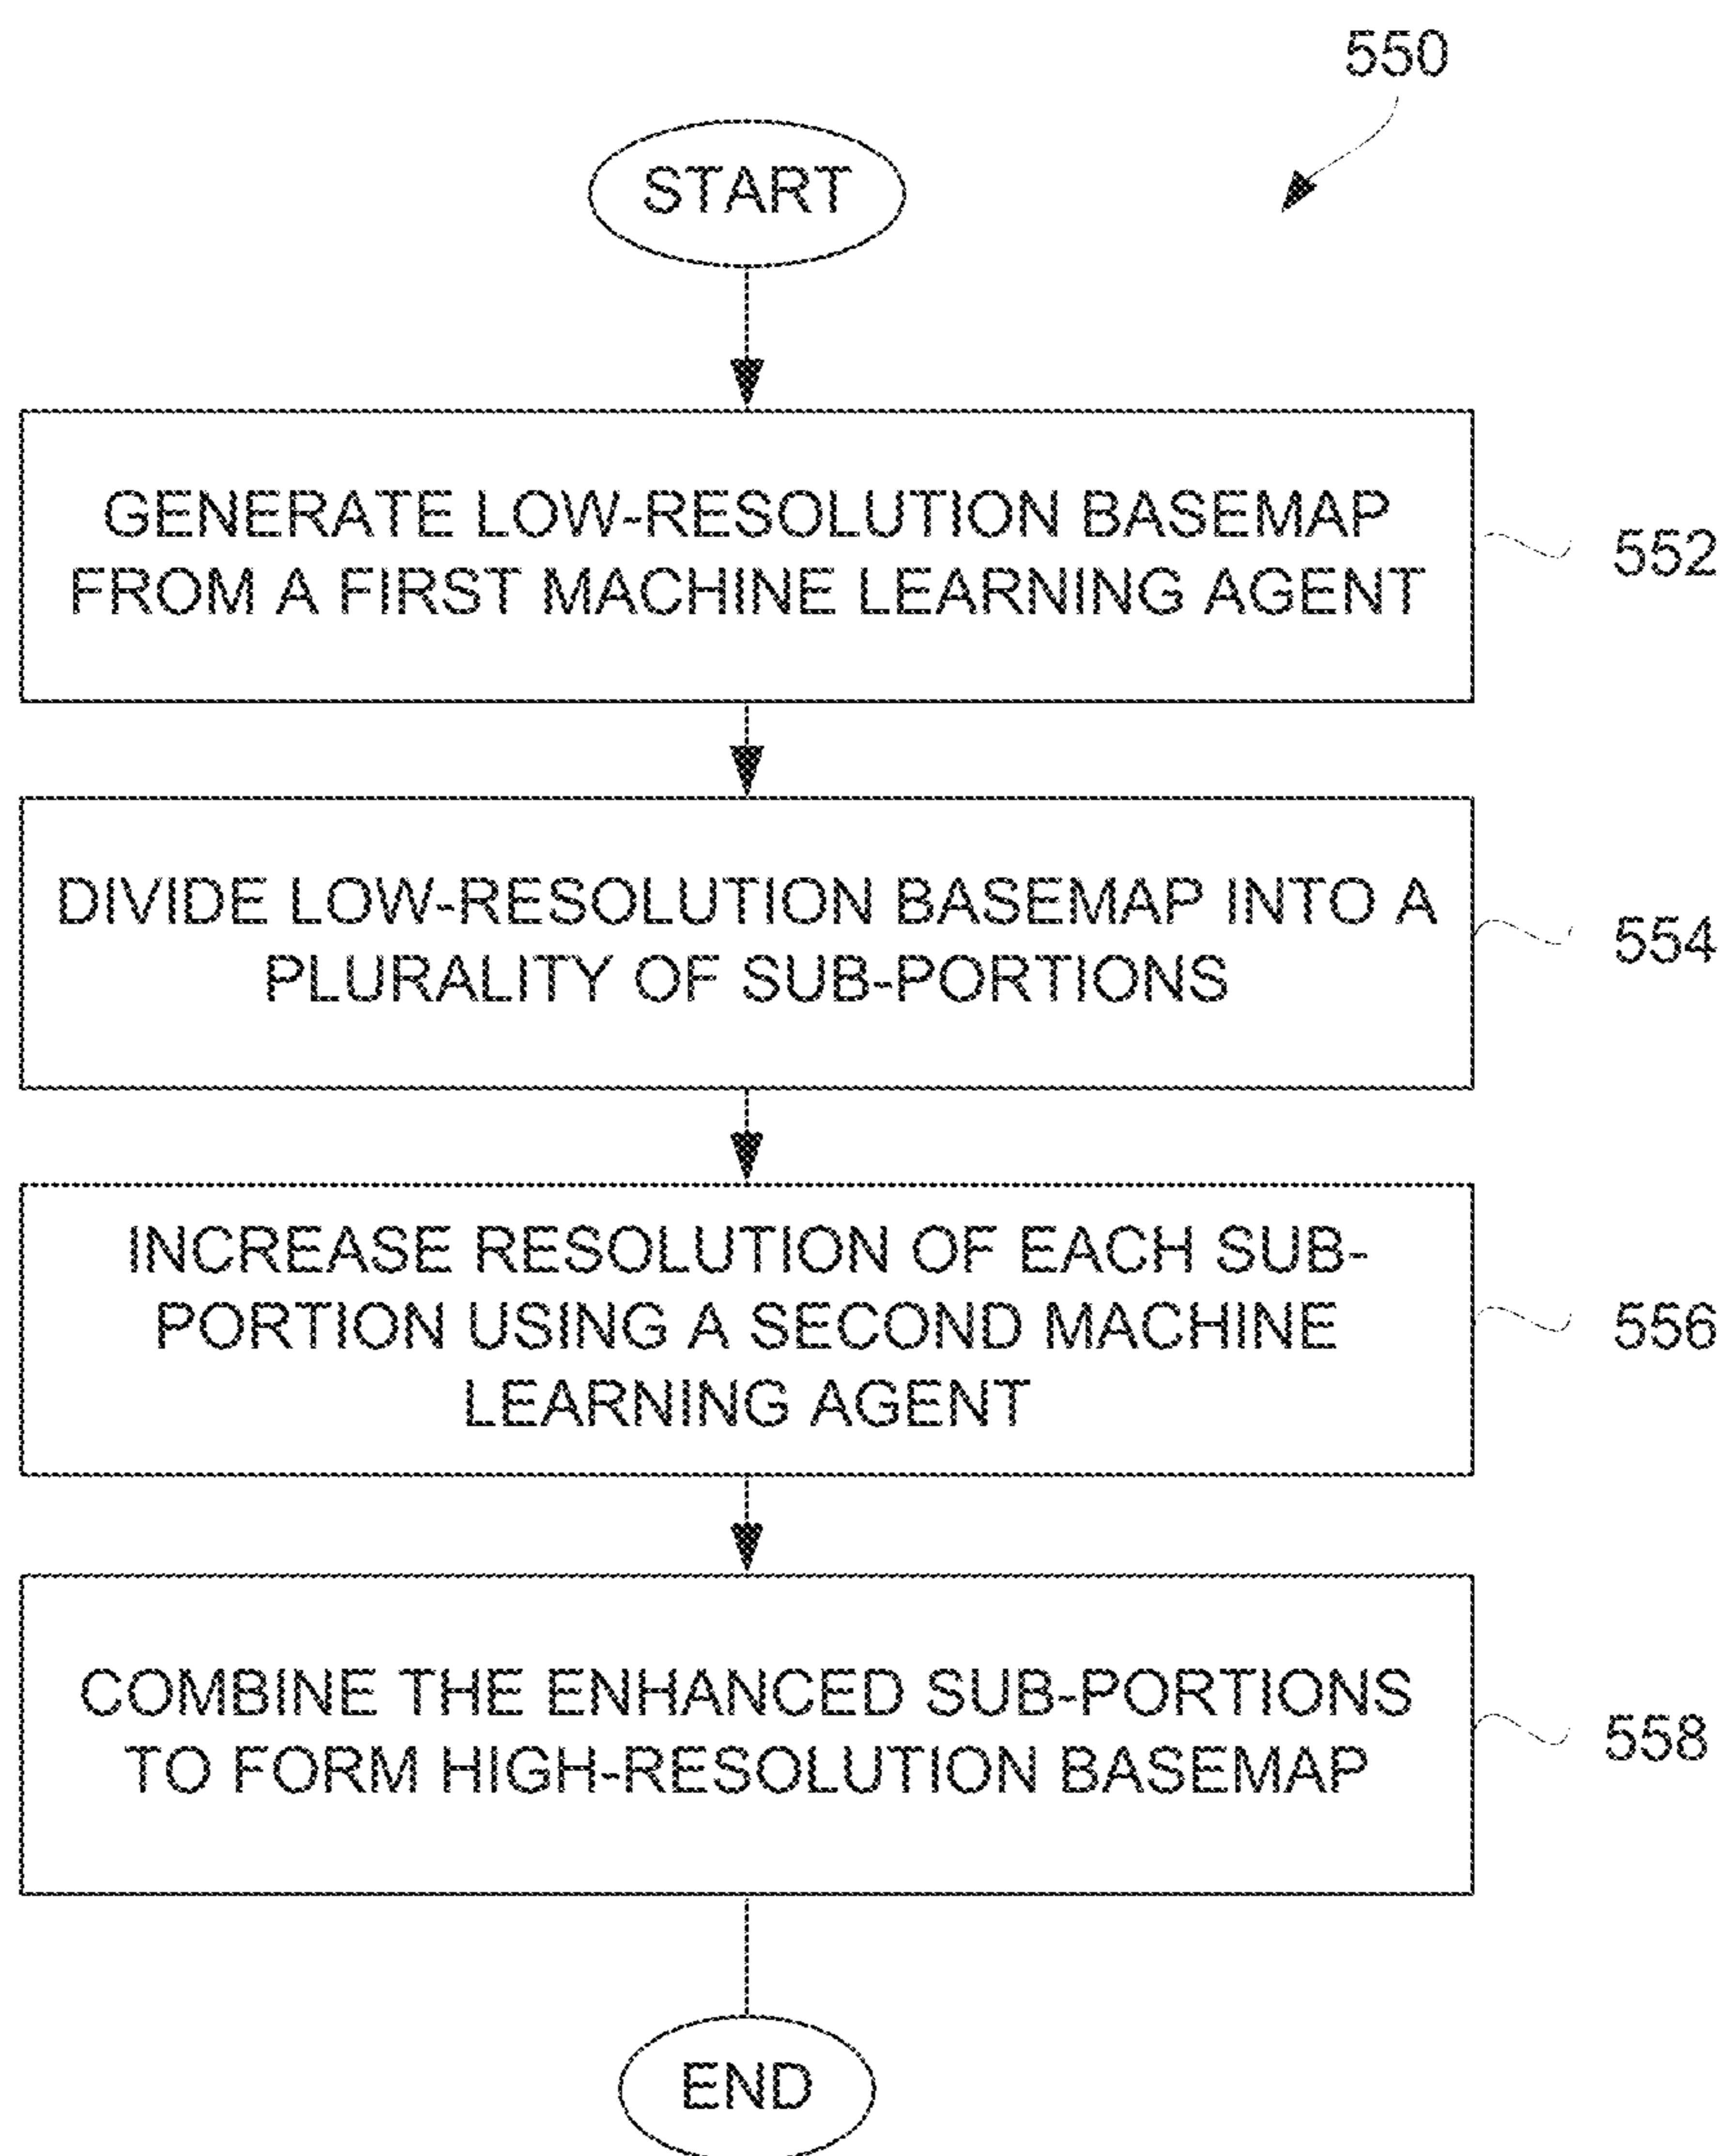 550
START
GENERATE LOW-RESOLUTION BASEMAP
FROM A FIRST MACHINE LEARNING AGENT
552
DIVIDE LOW-RESOLUTION BASEMAP INTO A
PLURALITY OF SUB-PORTIONS
554
INCREASE RESOLUTION OF EACH SUB-
PORTION USING A SECOND MACHINE
LEARNING AGENT
556
COMBINE THE ENHANCED SUB-PORTIONS
TO FORM HIGH-RESOLUTION BASEMAP
558
END